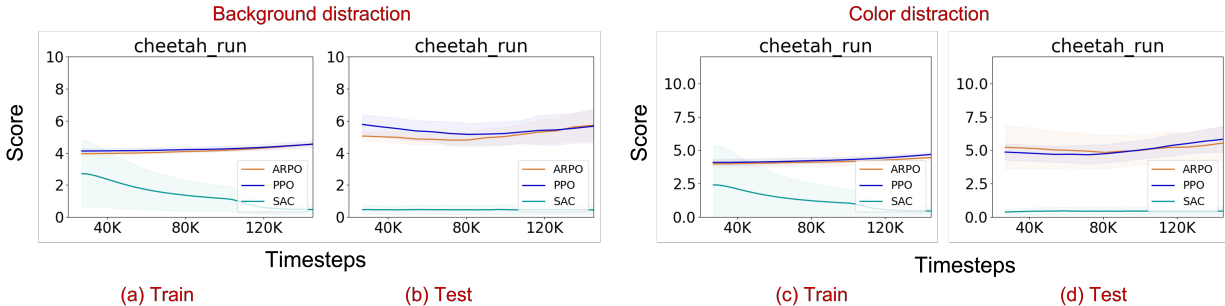 Background distraction
Color distraction
cheetah_run
cheetah_run
cheetah_run
cheetah_run
Score
10
8
6
4
2
0
ARPO
PPO
SAC
40K
80K
120K
10
8
6
4
2
0
ARPO
PPO
SAC
40K
80K
120K
Timesteps
(a) Train
(b) Test
Score
10.0
7.5
5.0
2.5
0.0
ARPO
PPO
SAC
40K
80K
120K
10.0
7.5
5.0
2.5
0.0
ARPO
PPO
SAC
40K
80K
120K
Timesteps
(c) Train
(d) Test